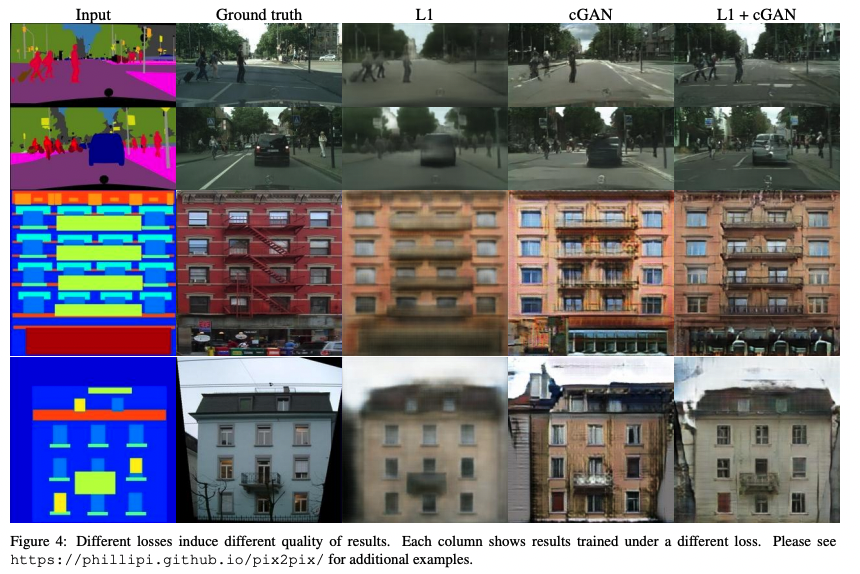 Input Ground truth L1 cGAN L1 + cGAN
Figure 4: Different losses induce different quality of results. Each column shows results trained under a different loss. Please see
https://phillipi.github.io/pix2pix/ for additional examples.